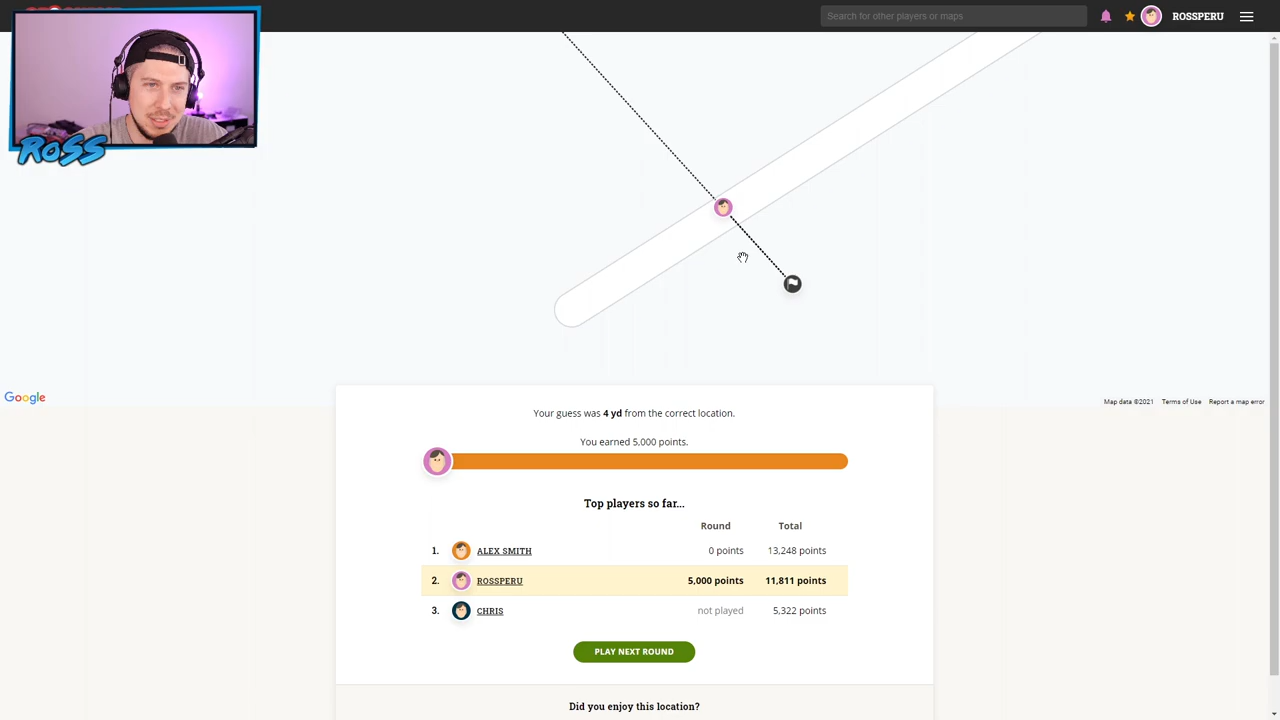 Search for other players or maps
ROSSPERU
ROSS
Google
Map data ©2021 Terms of Use Report a map error
Your guess was 4 yd from the correct location.
You earned 5,000 points.
Top players so far...
Round Total
1. ALEX SMITH 0 points 13,248 points
2. ROSSPERU 5,000 points 11,811 points
3. CHRIS not played 5,322 points
PLAY NEXT ROUND
Did you enjoy this location?